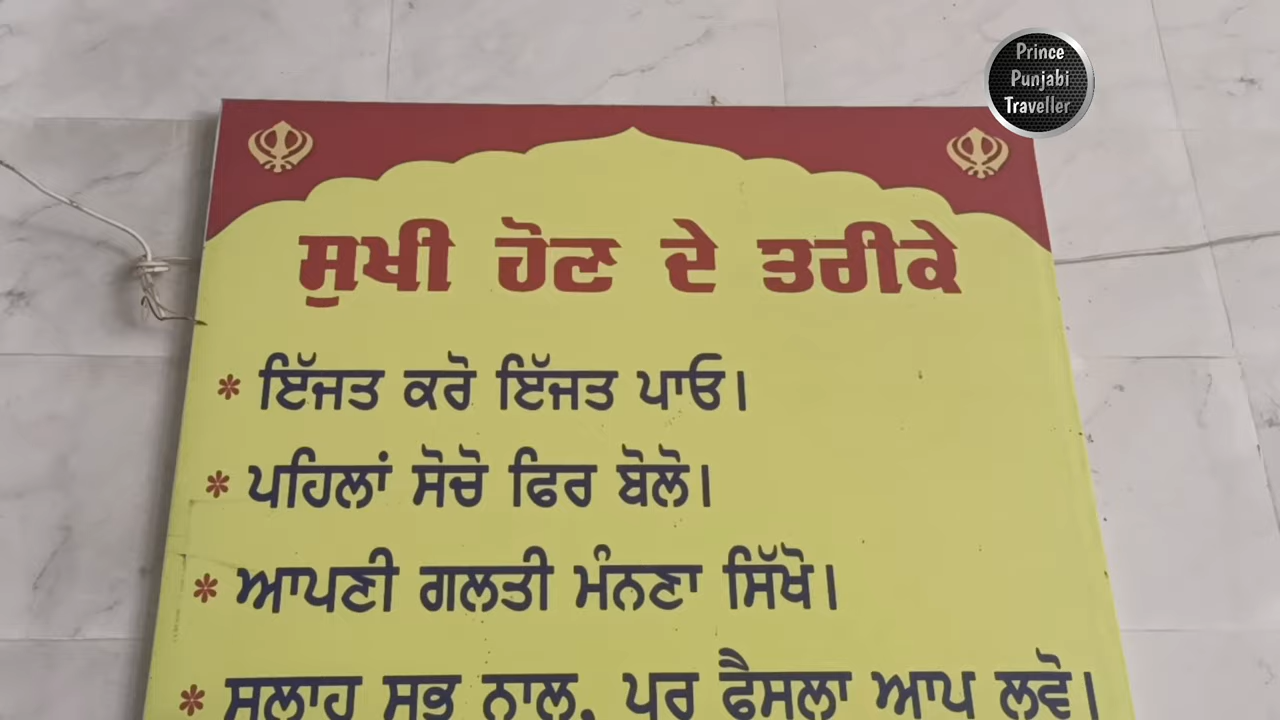 Prince
Punjabi
Traveller
ਸੁਖੀ ਹੋਣ ਦੇ ਤਰੀਕੇ
* ਇੱਜਤ ਕਰੋ ਇੱਜਤ ਪਾਓ।
* ਪਹਿਲਾਂ ਸੋਚੋ ਫਿਰ ਬੋਲੋ।
* ਆਪਣੀ ਗਲਤੀ ਮੰਨਣਾ ਸਿੱਖੋ।
* ਸਲਾਹ ਸਭ ਨਾਲ, ਪਰ ਫੈਸਲਾ ਆਪ ਲਵੋ।